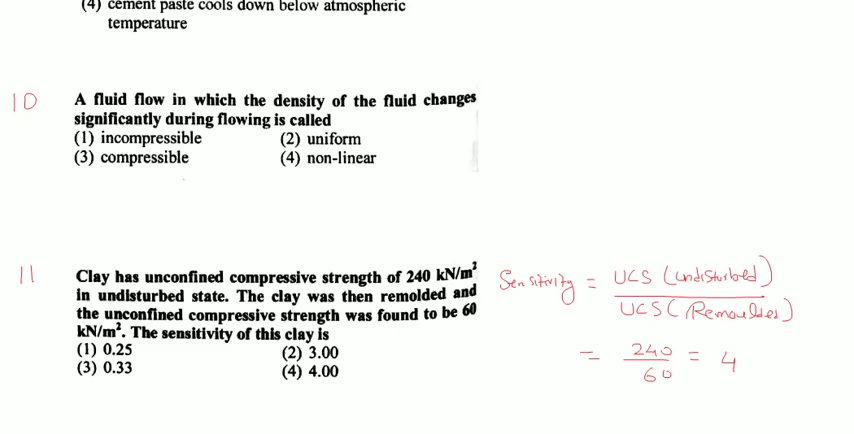 (4) cement paste cools down below atmospheric
temperature
10
A fluid flow in which the density of the fluid changes
significantly during flowing is called
(1) incompressible (2) uniform
(3) compressible (4) non-linear
11
Clay has unconfined compressive strength of 240 kN/m²
in undisturbed state. The clay was then remolded and
the unconfined compressive strength was found to be 60
kN/m². The sensitivity of this clay is
(1) 0.25 (2) 3.00
(3) 0.33 (4) 4.00
Sensitivity = UCS (undisturbed)
UCS (Remoulded)
= 240 = 4
60